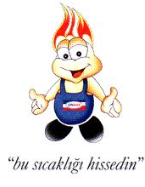 “bu sıcaklığı hissedin”